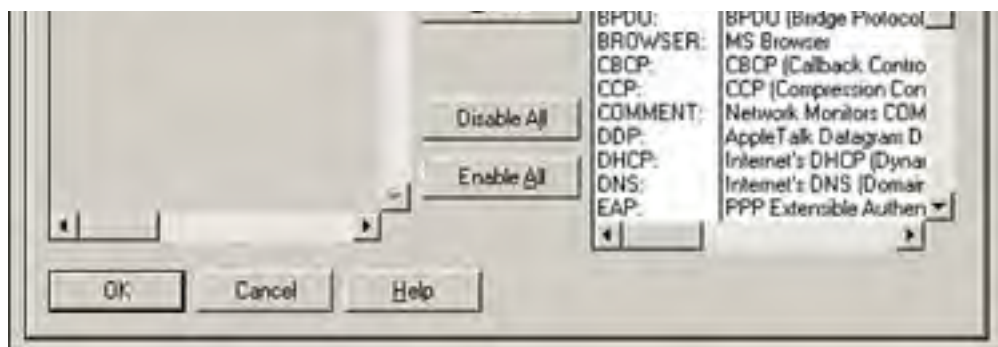 BPDU: BPDU (Bridge Protocol
BROWSER: MS Browser
CBCP: CBCP (Callback Contro
CCP: CCP (Compression Con
COMMENT: Network Monitors COM
DDP: AppleTalk Datagram D
DHCP: Internet's DHCP (Dynar
DNS: Internet's DNS (Domair
EAP: PPP Extensible Authen
Disable All
Enable All
OK Cancel Help